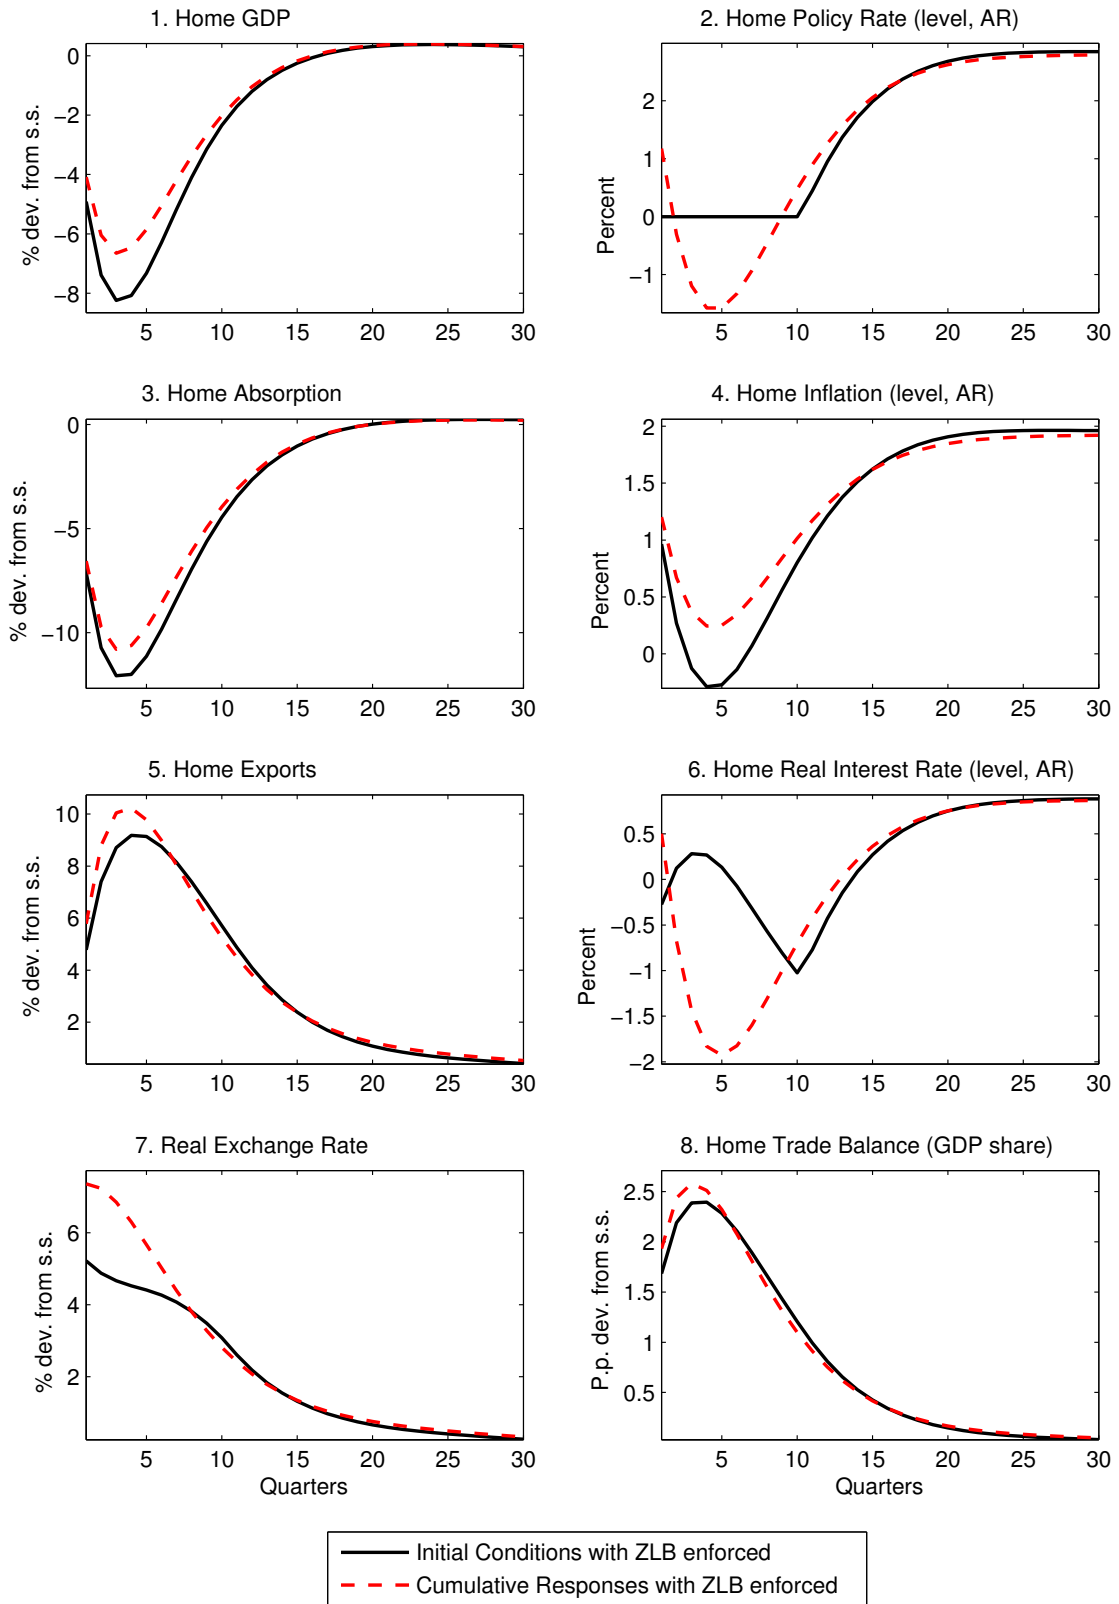 1. Home GDP
% dev. from s.s.
0
−2
−4
−6
−8
5 10 15 20 25 30
2. Home Policy Rate (level, AR)
Percent
2
1
0
−1
5 10 15 20 25 30
3. Home Absorption
% dev. from s.s.
0
−5
−10
5 10 15 20 25 30
4. Home Inflation (level, AR)
Percent
2
1.5
1
0.5
0
5 10 15 20 25 30
5. Home Exports
% dev. from s.s.
10
8
6
4
2
5 10 15 20 25 30
6. Home Real Interest Rate (level, AR)
Percent
0.5
0
−0.5
−1
−1.5
−2
5 10 15 20 25 30
7. Real Exchange Rate
% dev. from s.s.
6
4
2
5 10 15 20 25 30
Quarters
8. Home Trade Balance (GDP share)
P.p. dev. from s.s.
2.5
2
1.5
1
0.5
5 10 15 20 25 30
Quarters
Initial Conditions with ZLB enforced
Cumulative Responses with ZLB enforced